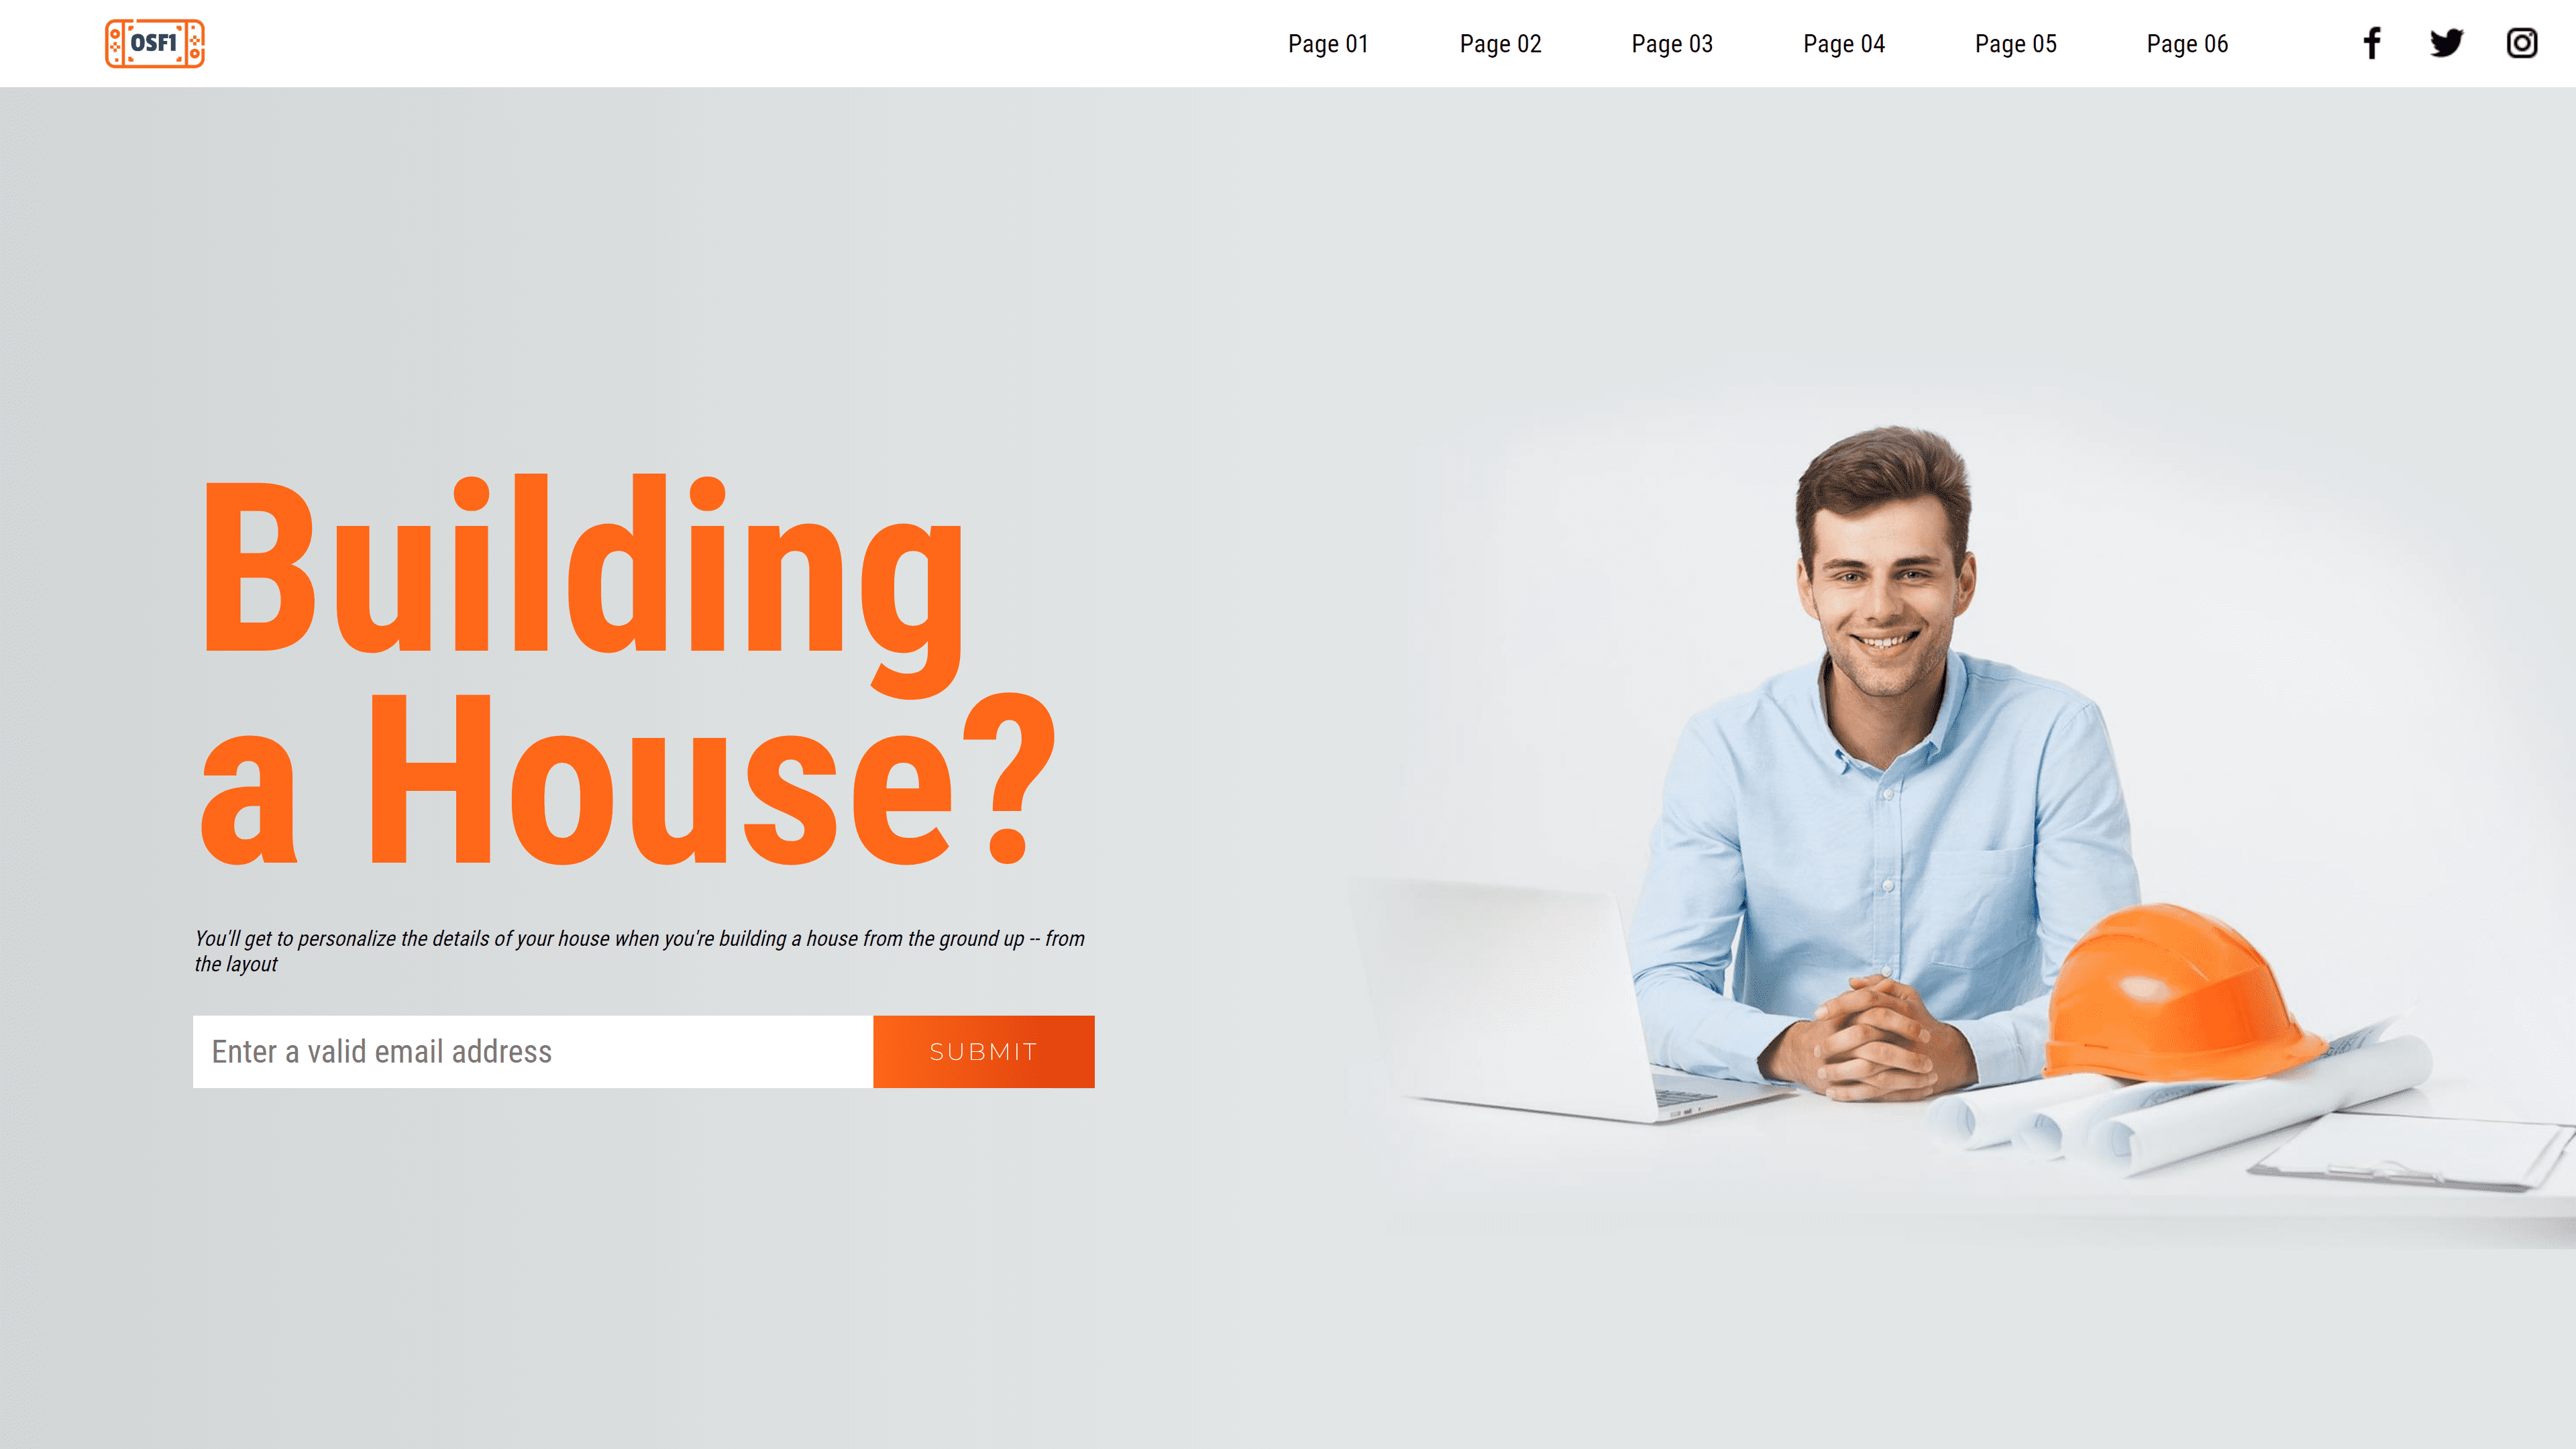 OSF1
Page 01
Page 02
Page 03
Page 04
Page 05
Page 06
Building
a House?
You'll get to personalize the details of your house when you're building a house from the ground up -- from
the layout
Enter a valid email address
SUBMIT